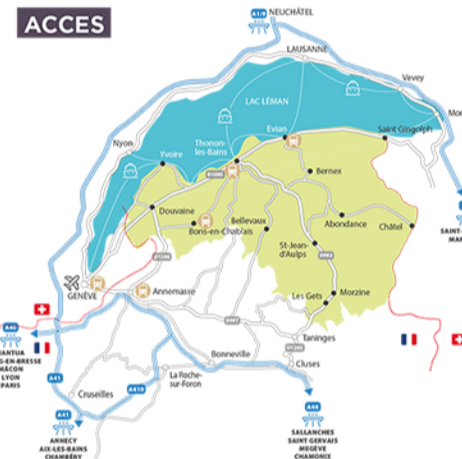 ACCES
A1/9
NEUCHÂTEL
LAUSANNE
Vevey
LAC LÉMAN
Evian
Saint Gingolph
Nyon
Thonon-
les-Bains
Yvoire
D1005
Bernex
Douvaine
Bellevaux
Bons-en-Chablais
Abondance
Châtel
St-Jean-
d'Aulps
D1206
D902
GENÈVE
Annemasse
Les Gets
Morzine
A40
D907
Taninges
D1205
Bonneville
Cluses
LYON
PARIS
A41
A410
La Roche-
sur-Foron
Cruseilles
A41
ANNECY
AIX-LES-BAINS
CHAMBÉRY
A40
SALLANCHES
SAINT GERVAIS
MEGÈVE
CHAMONIX